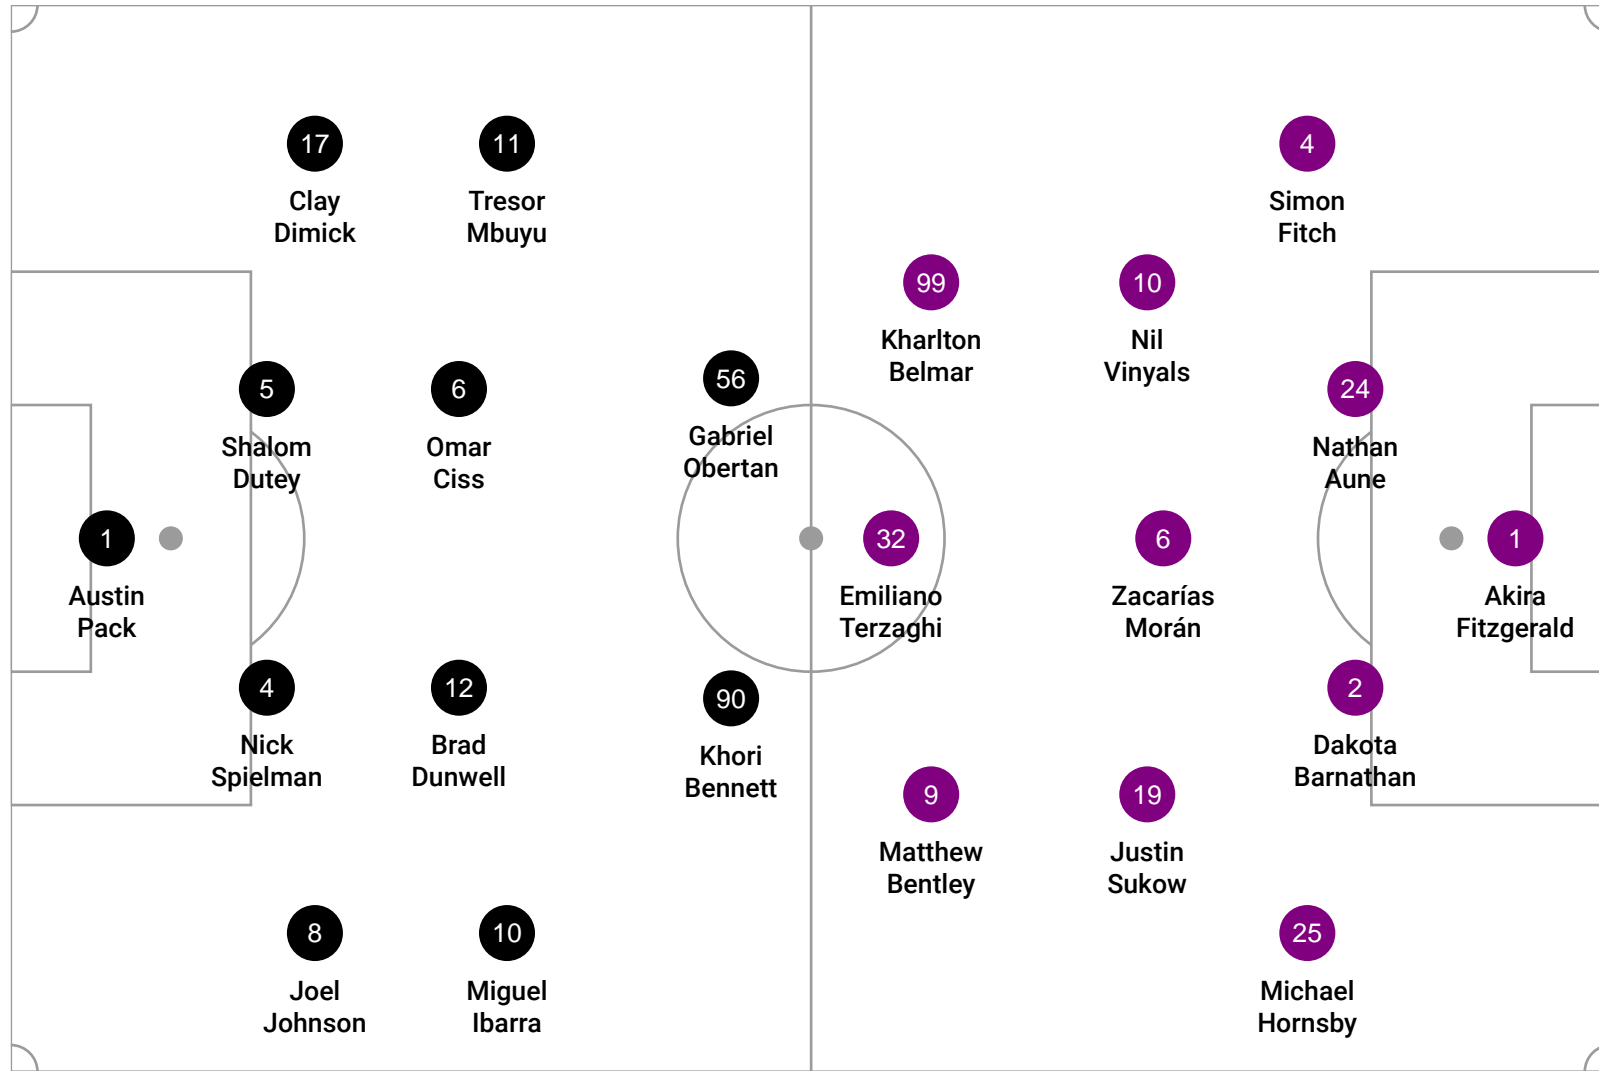 17
Clay
Dimick
11
Tresor
Mbuyu
5
Shalom
Dutey
6
Omar
Ciss
56
Gabriel
Obertan
1
Austin
Pack
4
Nick
Spielman
12
Brad
Dunwell
90
Khori
Bennett
8
Joel
Johnson
10
Miguel
Ibarra
4
Simon
Fitch
99
Kharlton
Belmar
10
Nil
Vinyals
24
Nathan
Aune
32
Emiliano
Terzaghi
6
Zacarías
Morán
1
Akira
Fitzgerald
2
Dakota
Barnathan
9
Matthew
Bentley
19
Justin
Sukow
25
Michael
Hornsby